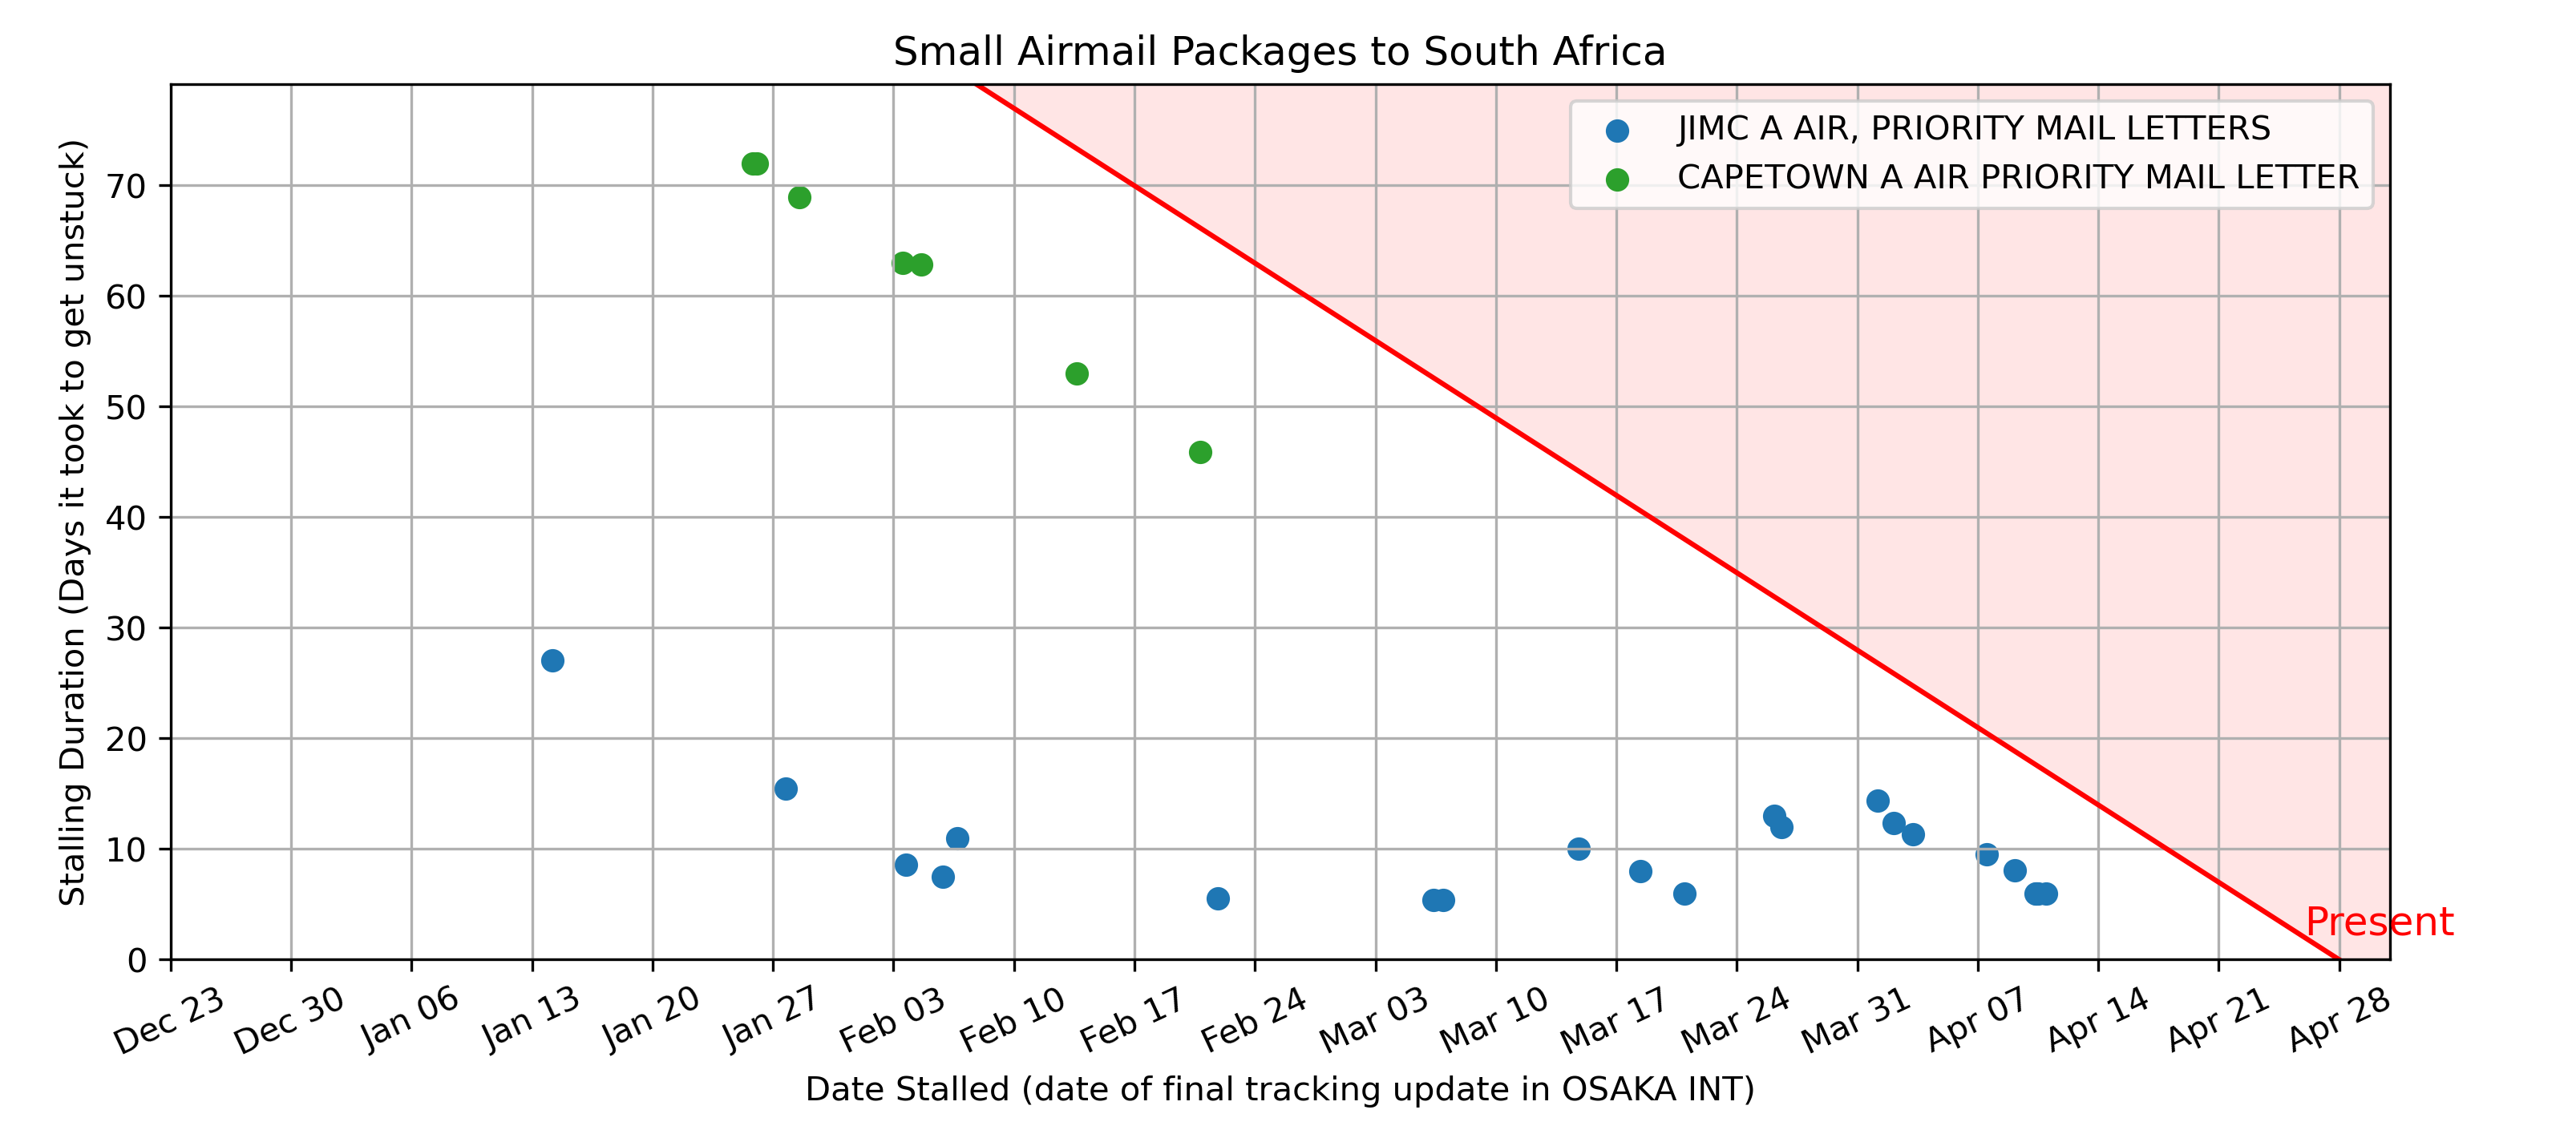 Small Airmail Packages to South Africa
JIMC A AIR, PRIORITY MAIL LETTERS
CAPETOWN A AIR PRIORITY MAIL LETTER
Stalling Duration (Days it took to get unstuck)
70
60
50
40
30
20
10
0
Present
Dec 23
Dec 30
Jan 06
Jan 13
Jan 20
Jan 27
Feb 03
Feb 10
Feb 17
Feb 24
Mar 03
Mar 10
Mar 17
Mar 24
Mar 31
Apr 07
Apr 14
Apr 21
Apr 28
Date Stalled (date of final tracking update in OSAKA INT)